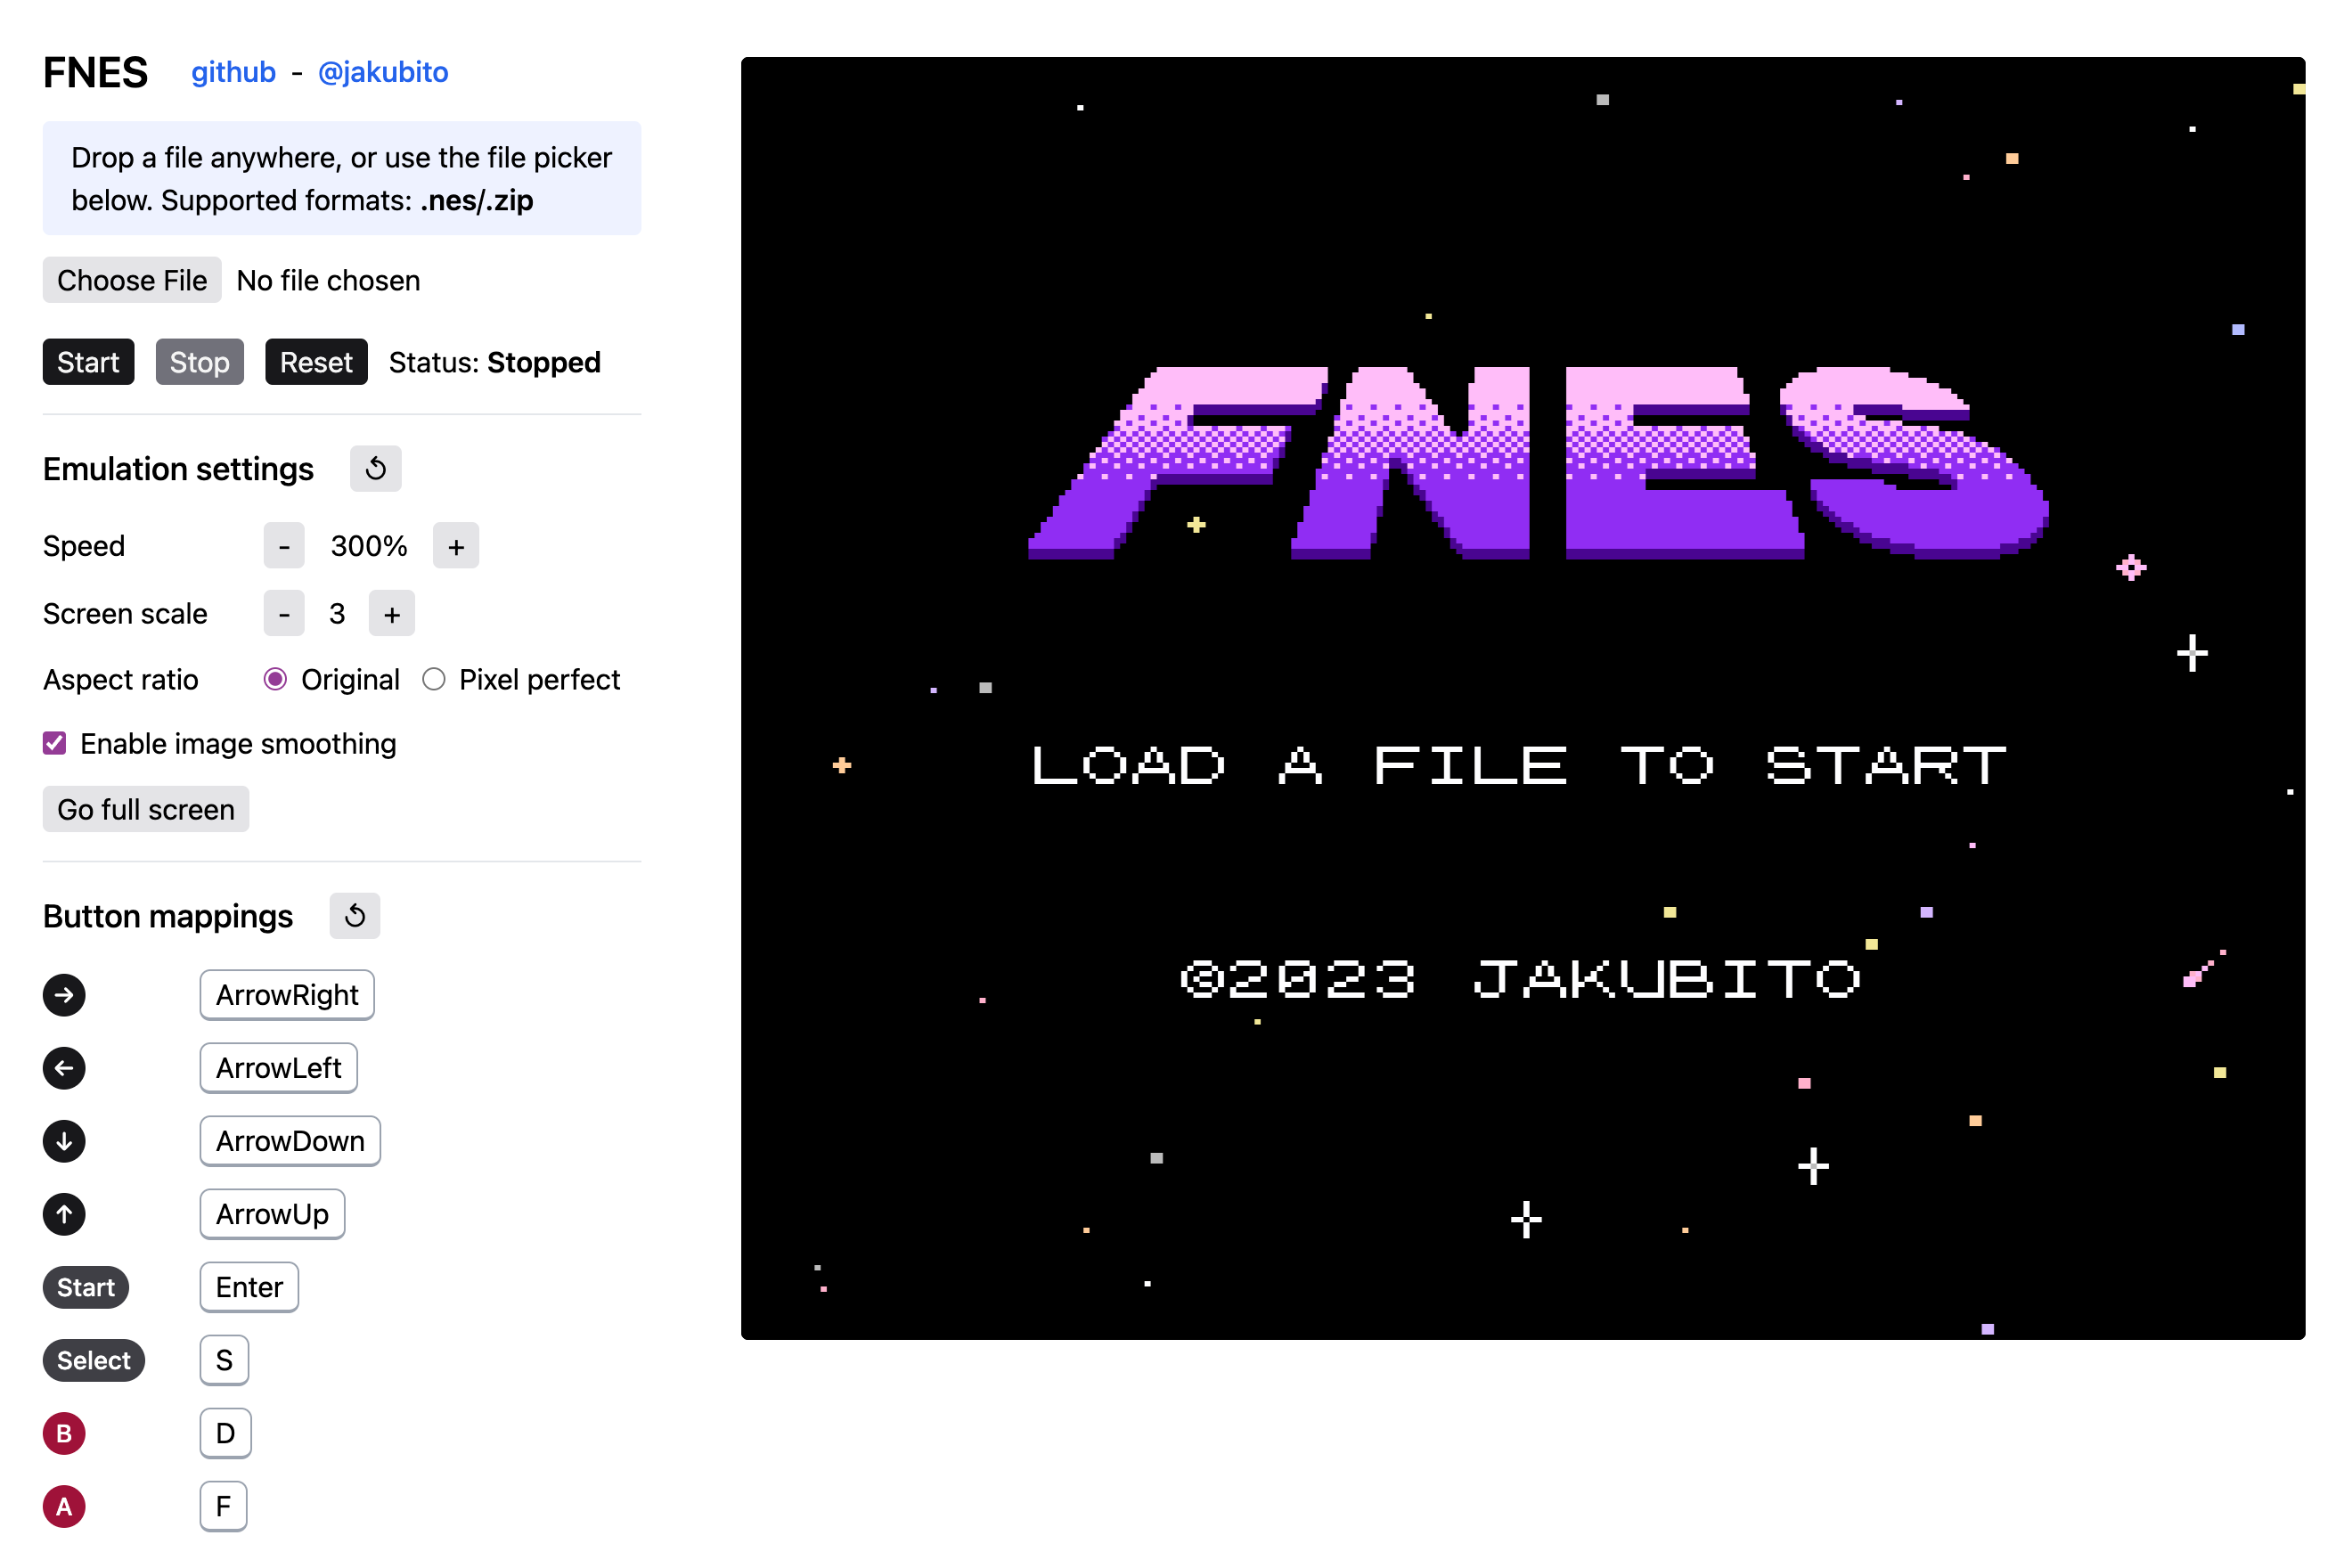 FNES github - @jakubito
Drop a file anywhere, or use the file picker
below. Supported formats: .nes/.zip
Choose File No file chosen
Start Stop Reset Status: Stopped
Emulation settings
Speed - 300% +
Screen scale - 3 +
Aspect ratio Original Pixel perfect
Enable image smoothing
Go full screen
Button mappings
ArrowRight
ArrowLeft
ArrowDown
ArrowUp
Start Enter
Select S
B D
A F
FNES
LOAD A FILE TO START
©2023 JAKUBITO